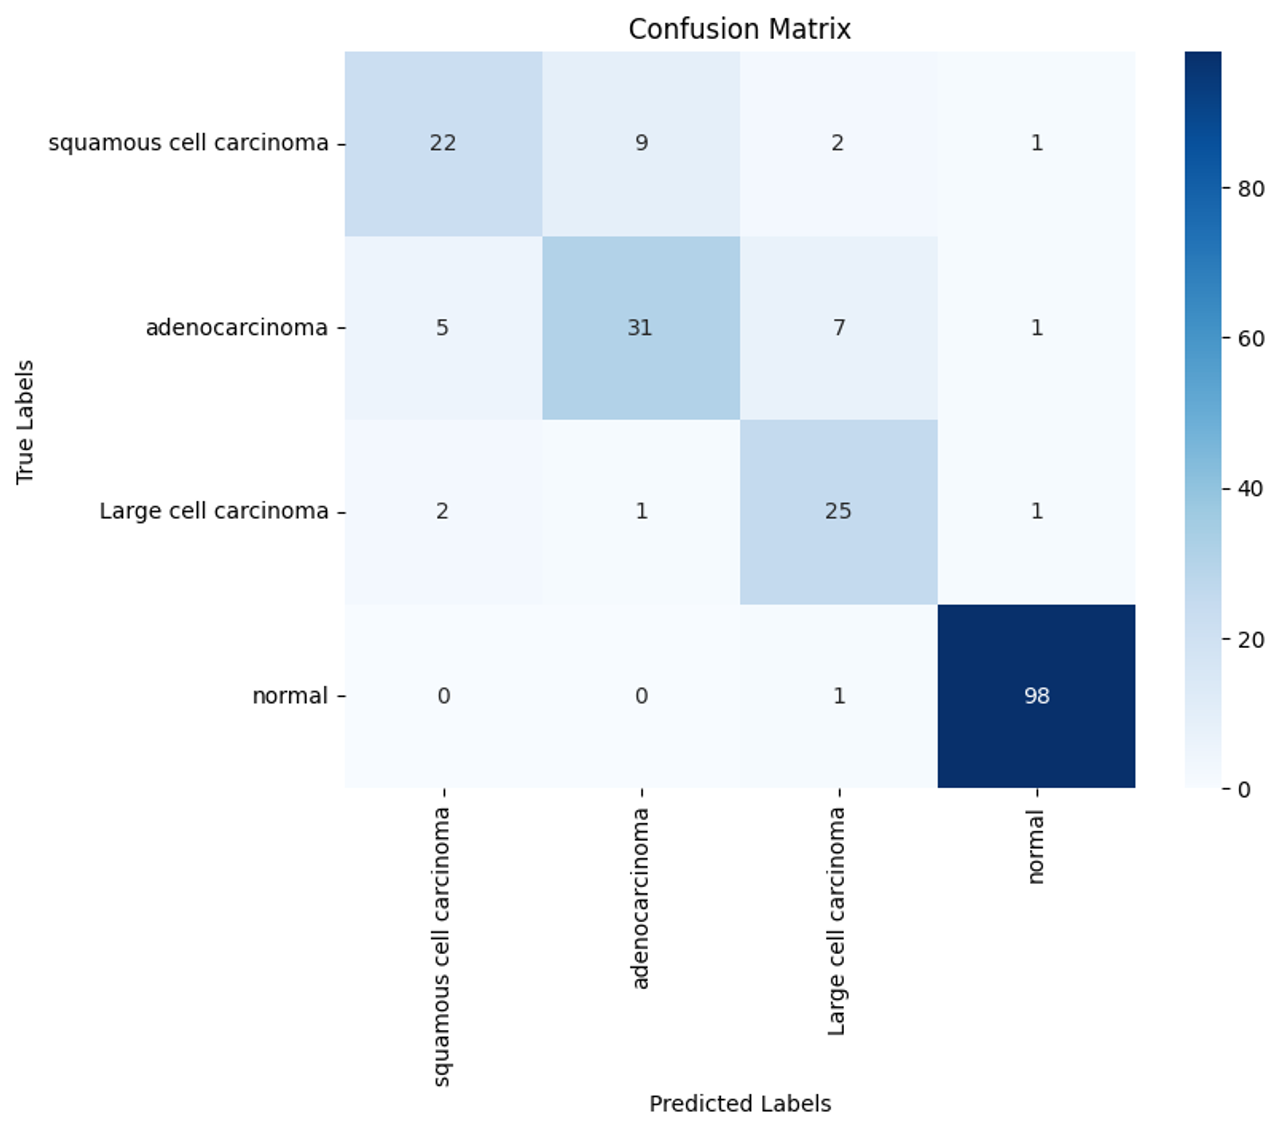 Confusion Matrix
True Labels
squamous cell carcinoma
22 9 2 1
adenocarcinoma
5 31 7 1
Large cell carcinoma
2 1 25 1
normal
0 0 1 98
squamous cell carcinoma
adenocarcinoma
Large cell carcinoma
normal
Predicted Labels
80
60
40
20
0